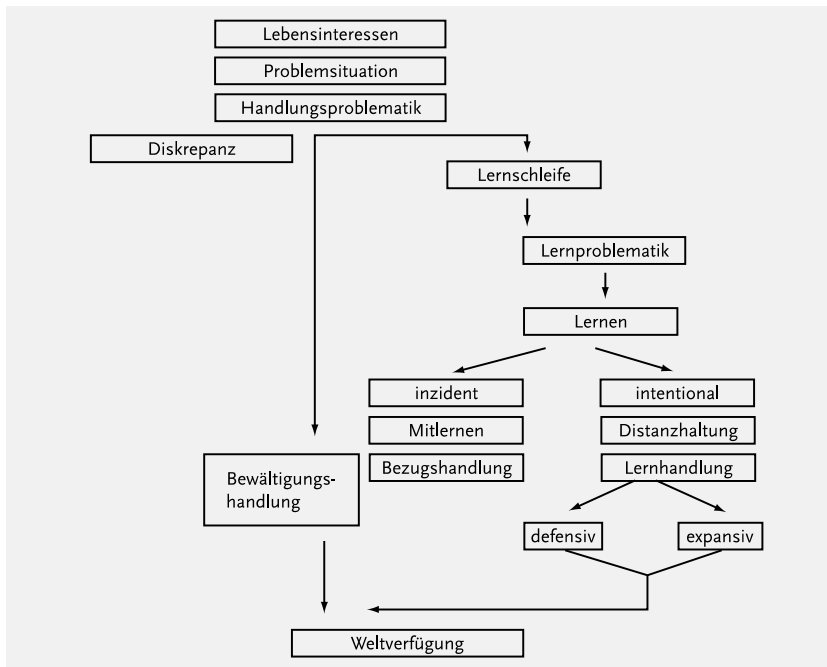 Lebensinteressen
Problemsituation
Handlungsproblematik
Diskrepanz
Lernschleife
Lernproblematik
Lernen
inzident
intentional
Mitlernen
Distanzhaltung
Bezugshandlung
Lernhandlung
Bewältigungs-
handlung
defensiv
expansiv
Weltverfügung